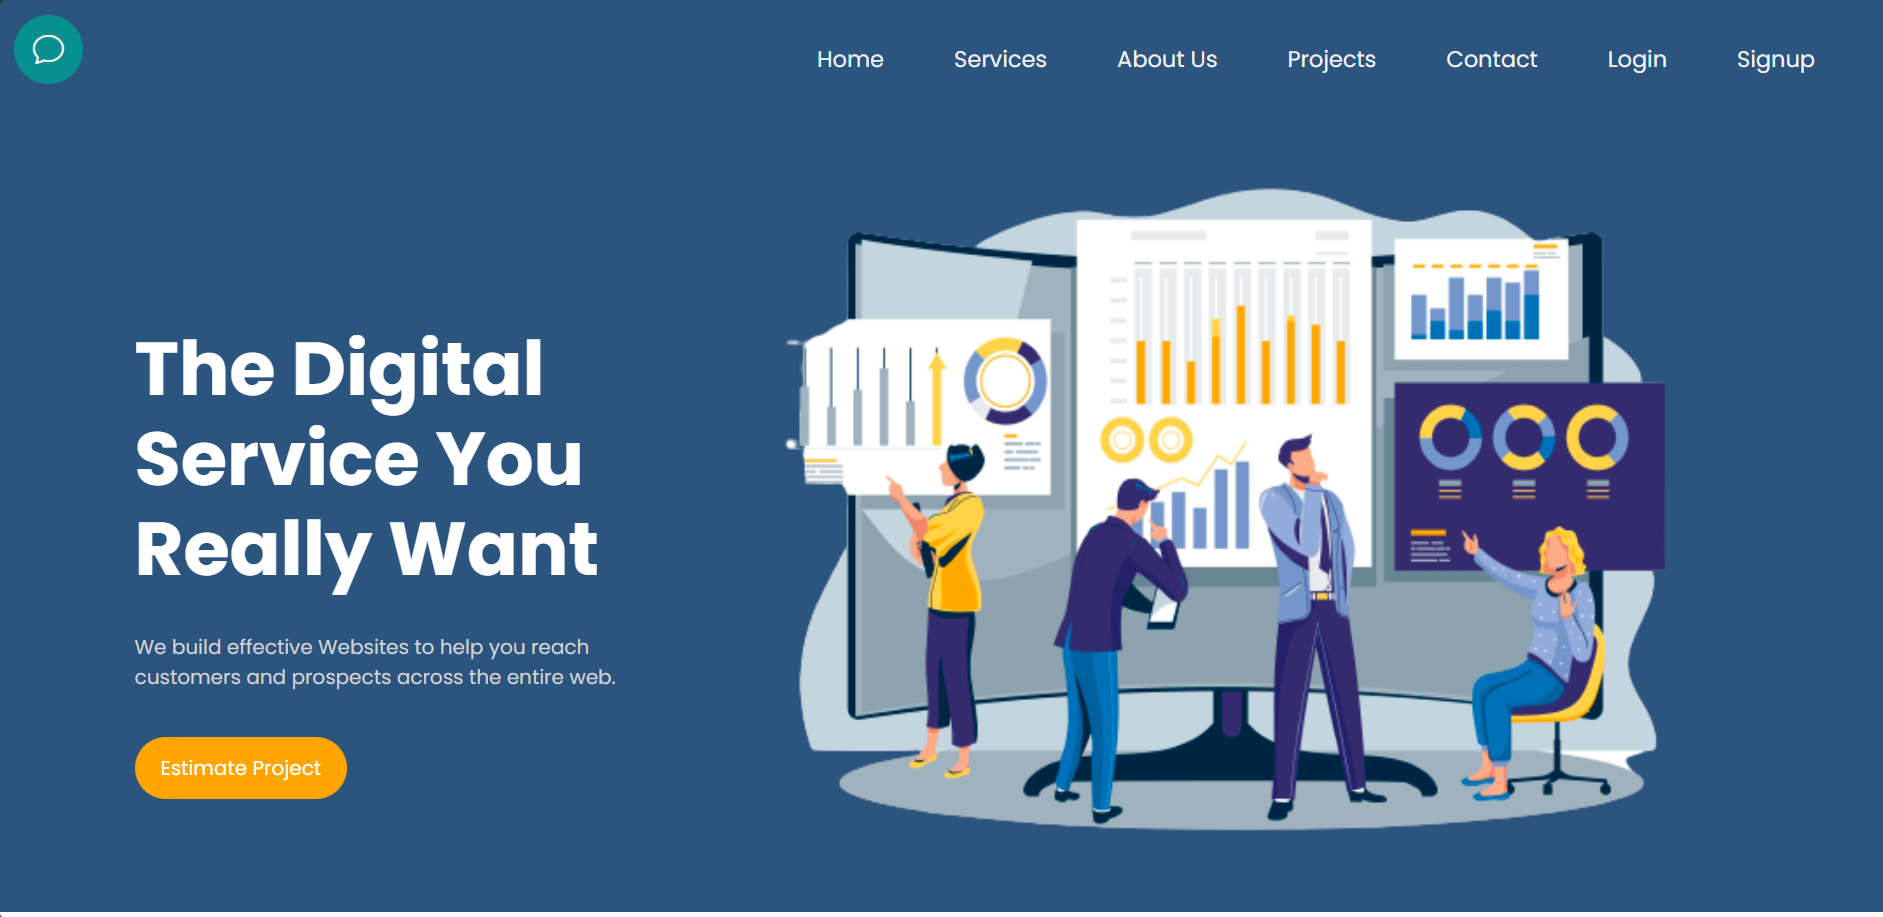 Home Services About Us Projects Contact Login Signup
The Digital
Service You
Really Want
We build effective Websites to help you reach
customers and prospects across the entire web.
Estimate Project